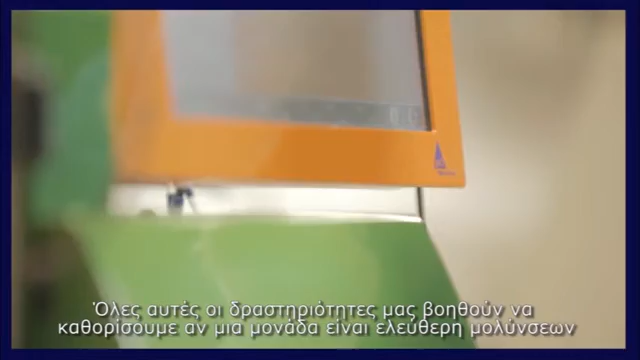 Όλες αυτές οι δραστηριότητες μας βοηθούν να
καθορίσουμε αν μια μονάδα είναι ελεύθερη μολύνσεων